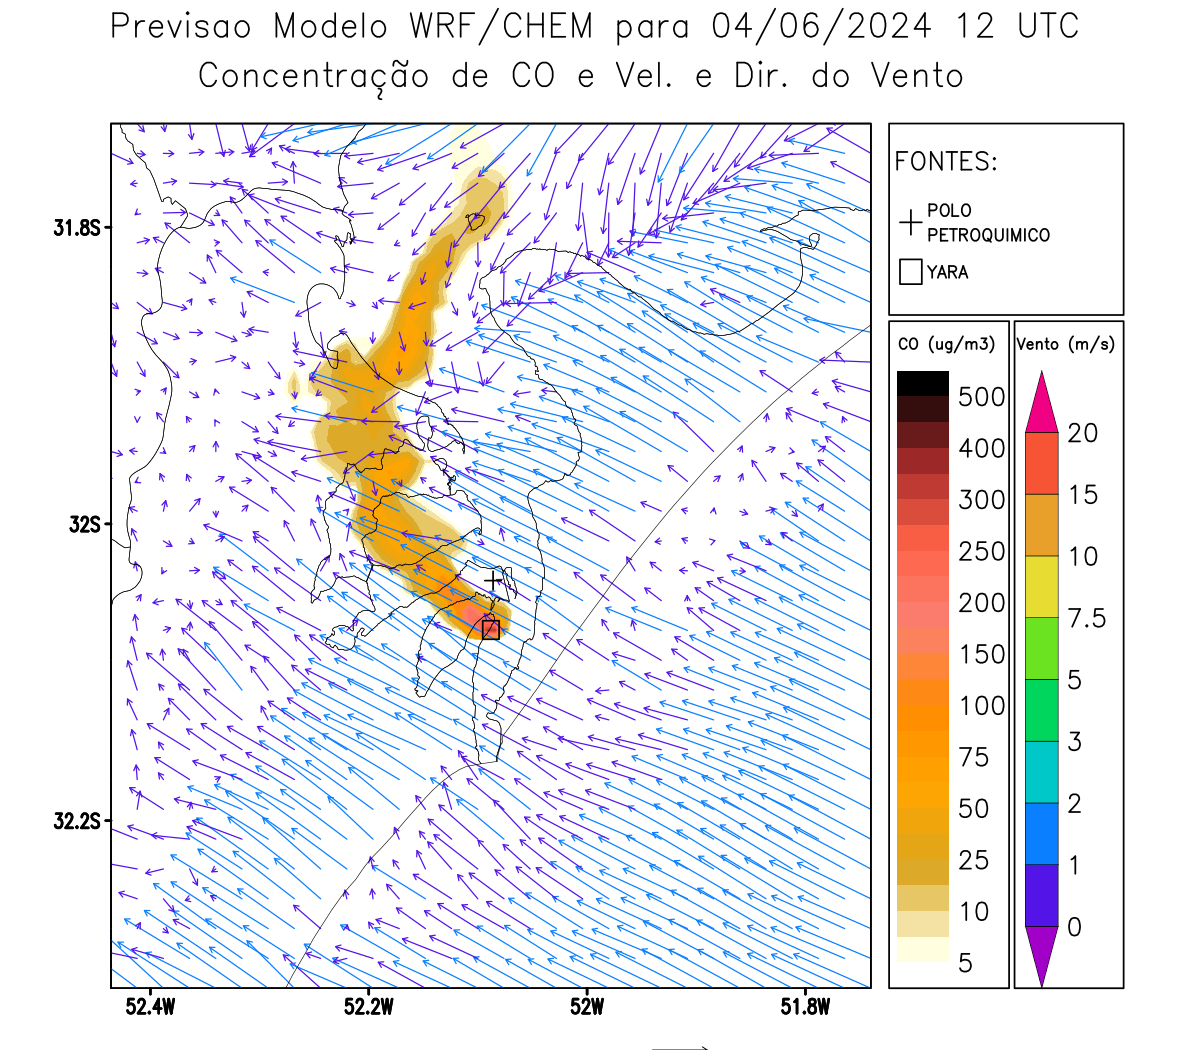 Previsao Modelo WRF/CHEM para 04/06/2024 12 UTC
Concentração de CO e Vel. e Dir. do Vento
FONTES:
POLO
PETROQUIMICO
YARA
CO (ug/m3)
500
400
300
250
200
150
100
75
50
25
10
5
Vento (m/s)
20
15
10
7.5
5
3
2
1
0
31.8S
32S
32.2S
52.4W
52.2W
52W
51.8W